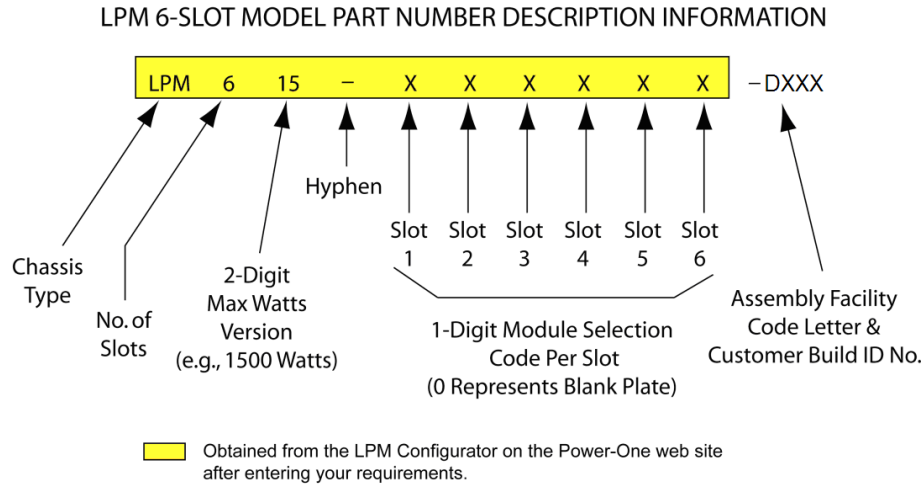 LPM 6-SLOT MODEL PART NUMBER DESCRIPTION INFORMATION
LPM 6 15 – X X X X X X –DXXX
Hyphen
Slot 1
Slot 2
Slot 3
Slot 4
Slot 5
Slot 6
Chassis
Type
No. of
Slots
2-Digit
Max Watts
Version
(e.g., 1500 Watts)
1-Digit Module Selection
Code Per Slot
(0 Represents Blank Plate)
Assembly Facility
Code Letter &
Customer Build ID No.
Obtained from the LPM Configurator on the Power-One web site
after entering your requirements.